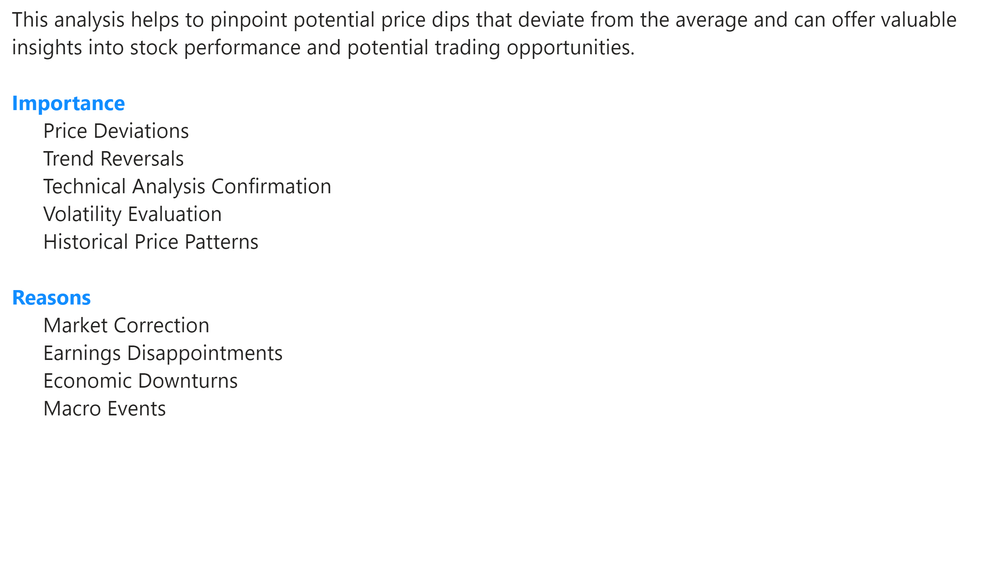 This analysis helps to pinpoint potential price dips that deviate from the average and can offer valuable
insights into stock performance and potential trading opportunities.
Importance
Price Deviations
Trend Reversals
Technical Analysis Confirmation
Volatility Evaluation
Historical Price Patterns
Reasons
Market Correction
Earnings Disappointments
Economic Downturns
Macro Events